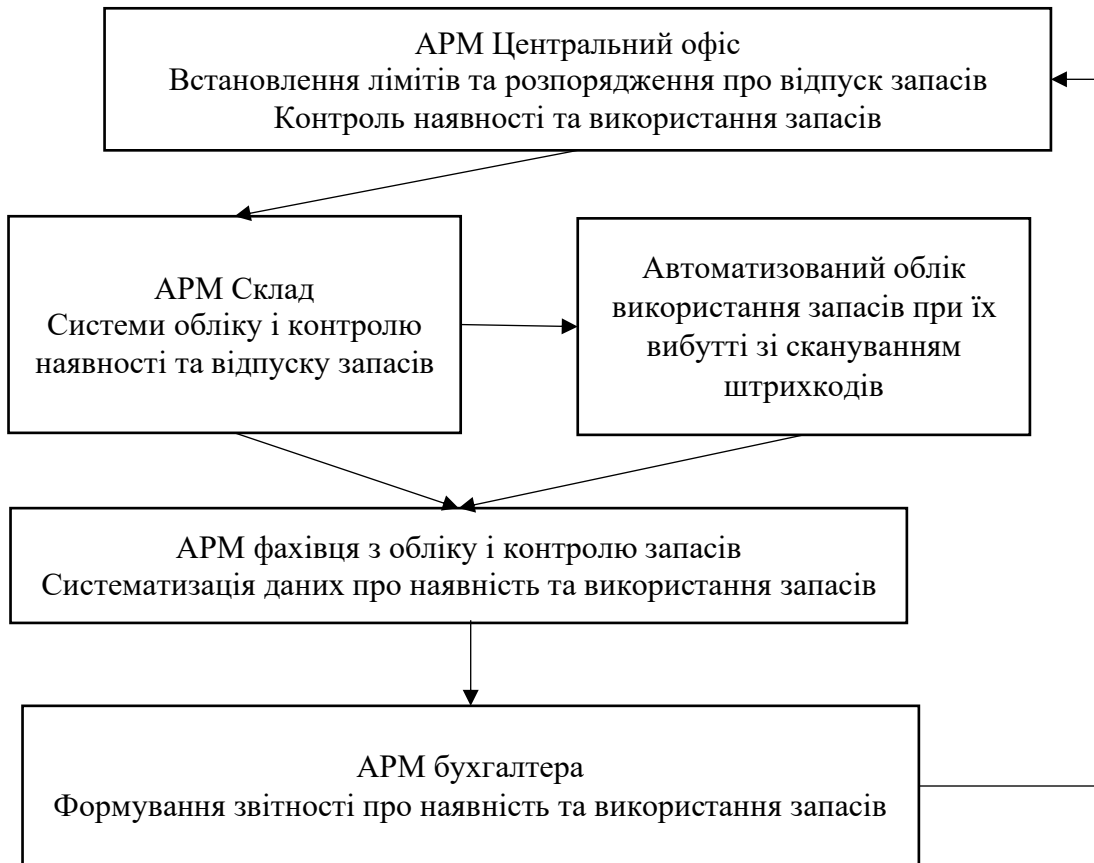 АРМ Центральний офіс
Встановлення лімітів та розпорядження про відпуск запасів
Контроль наявності та використання запасів
АРМ Склад
Системи обліку і контролю
наявності та відпуску запасів
Автоматизований облік
використання запасів при їх
вибутті зі скануванням
штрихкодів
АРМ фахівця з обліку і контролю запасів
Систематизація даних про наявність та використання запасів
АРМ бухгалтера
Формування звітності про наявність та використання запасів